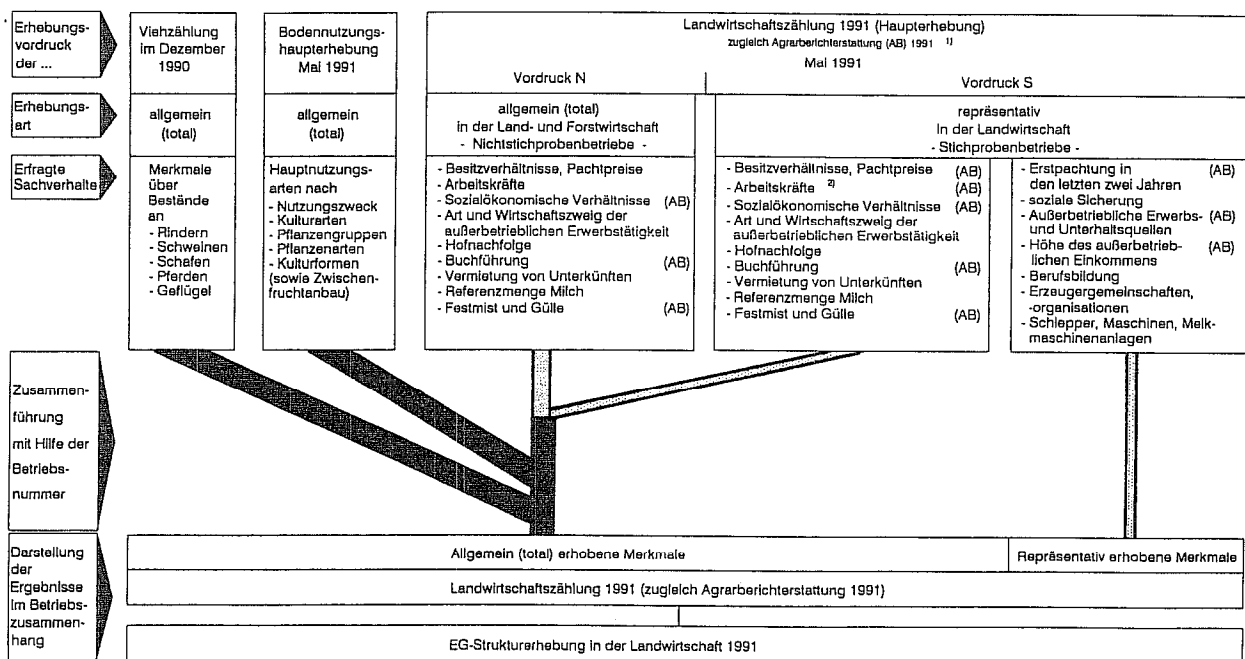 Erhebungs-
vordruck
der ...
Viehzählung
im Dezember
1990
Bodennutzungs-
haupterhebung
Mai 1991
Landwirtschaftszählung 1991 (Haupterhebung)
zugleich Agrarberichterstattung (AB) 1991 1)
Mai 1991
Vordruck N
Vordruck S
Erhebungs-
art
allgemein
(total)
allgemein
(total)
allgemein (total)
in der Land- und Forstwirtschaft
- Nichtstichprobenbetriebe -
repräsentativ
in der Landwirtschaft
- Stichprobenbetriebe -
Erfragte
Sachverhalte
Merkmale
über
Bestände
an
- Rindern
- Schweinen
- Schafen
- Pferden
- Geflügel
Hauptnutzungs-
arten nach
- Nutzungszweck
- Kulturarten
- Pflanzengruppen
- Pflanzenarten
- Kulturformen
(sowie Zwischen-
fruchtanbau)
- Besitzverhältnisse, Pachtpreise
- Arbeitskräfte
- Sozialökonomische Verhältnisse (AB)
- Art und Wirtschaftszweig der
außerbetrieblichen Erwerbstätigkeit
- Hofnachfolge
- Buchführung (AB)
- Vermietung von Unterkünften
- Referenzmenge Milch
- Festmist und Gülle (AB)
- Besitzverhältnisse, Pachtpreise (AB)
- Arbeitskräfte 2) (AB)
- Sozialökonomische Verhältnisse (AB)
- Art und Wirtschaftszweig der
außerbetrieblichen Erwerbstätigkeit
- Hofnachfolge
- Buchführung (AB)
- Vermietung von Unterkünften
- Referenzmenge Milch
- Festmist und Gülle (AB)
- Erstpachtung in (AB)
den letzten zwei Jahren
- soziale Sicherung
- Außerbetriebliche Erwerbs- (AB)
und Unterhaltsquellen
- Höhe des außerbetrieb- (AB)
lichen Einkommens
- Berufsbildung
- Erzeugergemeinschaften,
-organisationen
- Schlepper, Maschinen, Melk-
maschinenanlagen
Zusammen-
führung
mit Hilfe der
Betriebs-
nummer
Darstellung
der
Ergebnisse
im Betriebs-
zusammen-
hang
Allgemein (total) erhobene Merkmale
Repräsentativ erhobene Merkmale
Landwirtschaftszählung 1991 (zugleich Agrarberichterstattung 1991)
EG-Strukturerhebung in der Landwirtschaft 1991